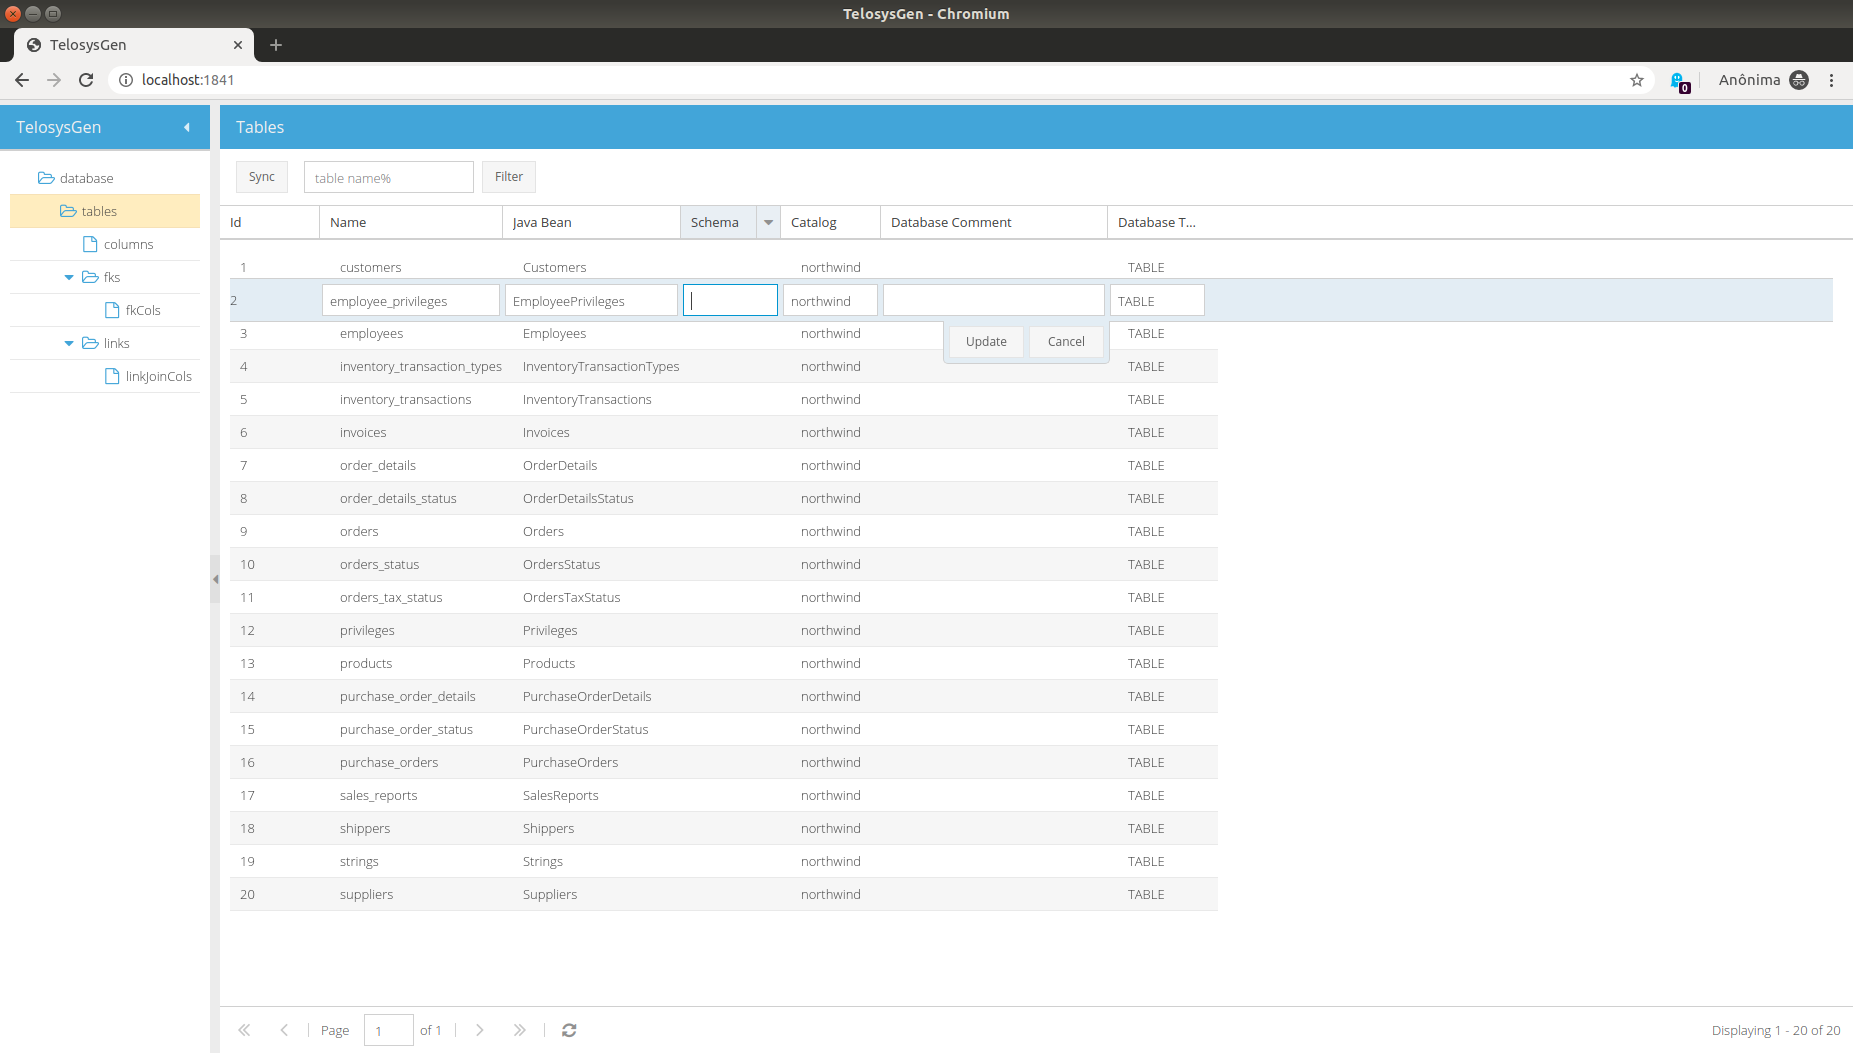 TelosysGen - Chromium
TelosysGen
localhost:1841
0
Anônima
TelosysGen
Tables
database
tables
columns
fks
fkCols
links
linkJoinCols
Sync
table name%
Filter
Id Name Java Bean Schema Catalog Database Comment Database T...
1 customers Customers northwind TABLE
2 employee_privileges EmployeePrivileges northwind TABLE
3 employees Employees northwind TABLE
Update Cancel
4 inventory_transaction_types InventoryTransactionTypes northwind TABLE
5 inventory_transactions InventoryTransactions northwind TABLE
6 invoices Invoices northwind TABLE
7 order_details OrderDetails northwind TABLE
8 order_details_status OrderDetailsStatus northwind TABLE
9 orders Orders northwind TABLE
10 orders_status OrdersStatus northwind TABLE
11 orders_tax_status OrdersTaxStatus northwind TABLE
12 privileges Privileges northwind TABLE
13 products Products northwind TABLE
14 purchase_order_details PurchaseOrderDetails northwind TABLE
15 purchase_order_status PurchaseOrderStatus northwind TABLE
16 purchase_orders PurchaseOrders northwind TABLE
17 sales_reports SalesReports northwind TABLE
18 shippers Shippers northwind TABLE
19 strings Strings northwind TABLE
20 suppliers Suppliers northwind TABLE
Page 1 of 1
Displaying 1 - 20 of 20